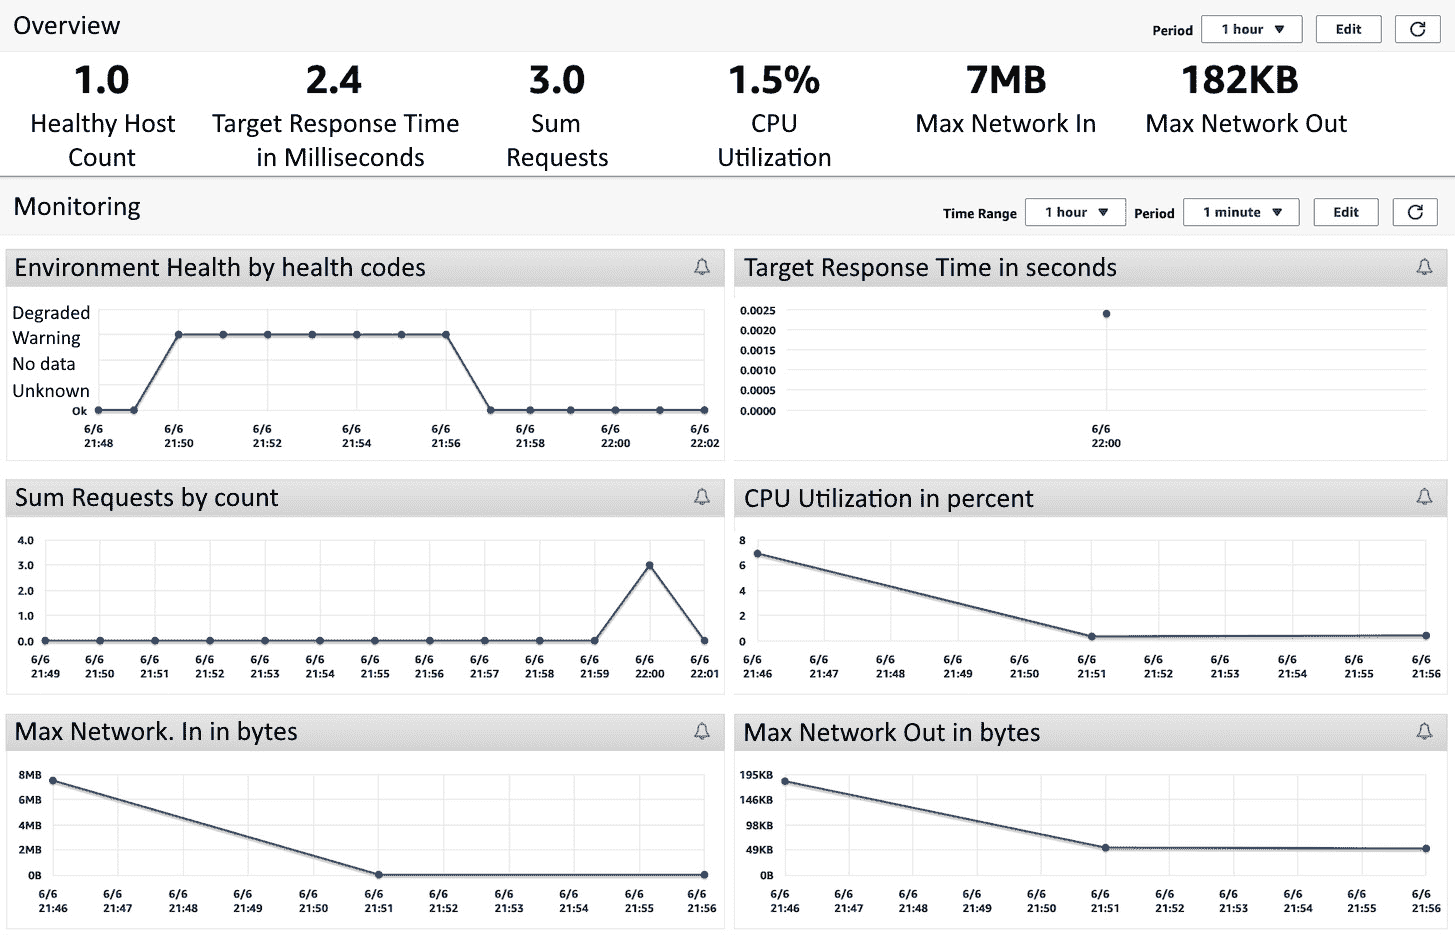 Overview
Period 1 hour Edit
1.0 2.4 3.0 1.5% 7MB 182KB
Healthy Host Target Response Time Sum CPU Max Network In Max Network Out
Count in Milliseconds Requests Utilization
Monitoring
Time Range 1 hour Period 1 minute Edit
Environment Health by health codes
Degraded
Warning
No data
Unknown
Ok
6/6 6/6 6/6 6/6 6/6 6/6 6/6 6/6
21:48 21:50 21:52 21:54 21:56 21:58 22:00 22:02
Target Response Time in seconds
0.0025
0.0020
0.0015
0.0010
0.0005
0.0000
6/6
22:00
Sum Requests by count
4.0
3.0
2.0
1.0
0.0
6/6 6/6 6/6 6/6 6/6 6/6 6/6 6/6 6/6 6/6 6/6 6/6 6/6
21:49 21:50 21:51 21:52 21:53 21:54 21:55 21:56 21:57 21:58 21:59 22:00 22:01
CPU Utilization in percent
8
6
4
2
0
6/6 6/6 6/6 6/6 6/6 6/6 6/6 6/6 6/6 6/6 6/6
21:46 21:47 21:48 21:49 21:50 21:51 21:52 21:53 21:54 21:55 21:56
Max Network. In in bytes
8MB
6MB
4MB
2MB
0B
6/6 6/6 6/6 6/6 6/6 6/6 6/6 6/6 6/6 6/6 6/6
21:46 21:47 21:48 21:49 21:50 21:51 21:52 21:53 21:54 21:55 21:56
Max Network Out in bytes
195KB
146KB
98KB
49KB
0B
6/6 6/6 6/6 6/6 6/6 6/6 6/6 6/6 6/6 6/6 6/6
21:46 21:47 21:48 21:49 21:50 21:51 21:52 21:53 21:54 21:55 21:56